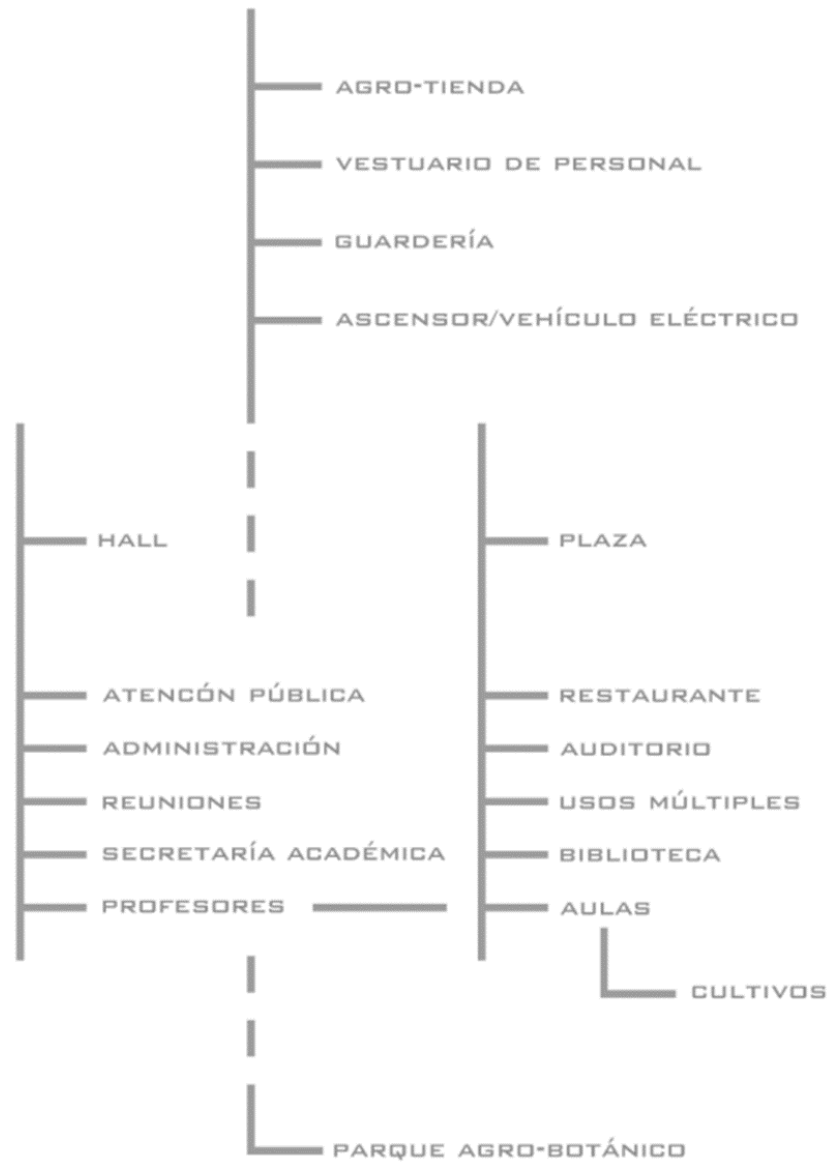 AGRO-TIENDA
VESTUARIO DE PERSONAL
GUARDERÍA
ASCENSOR/VEHÍCULO ELÉCTRICO
HALL
PLAZA
ATENCÓN PÚBLICA
RESTAURANTE
ADMINISTRACIÓN
AUDITORIO
REUNIONES
USOS MÚLTIPLES
SECRETARÍA ACADÉMICA
BIBLIOTECA
PROFESORES
AULAS
CULTIVOS
PARQUE AGRO-BOTÁNICO